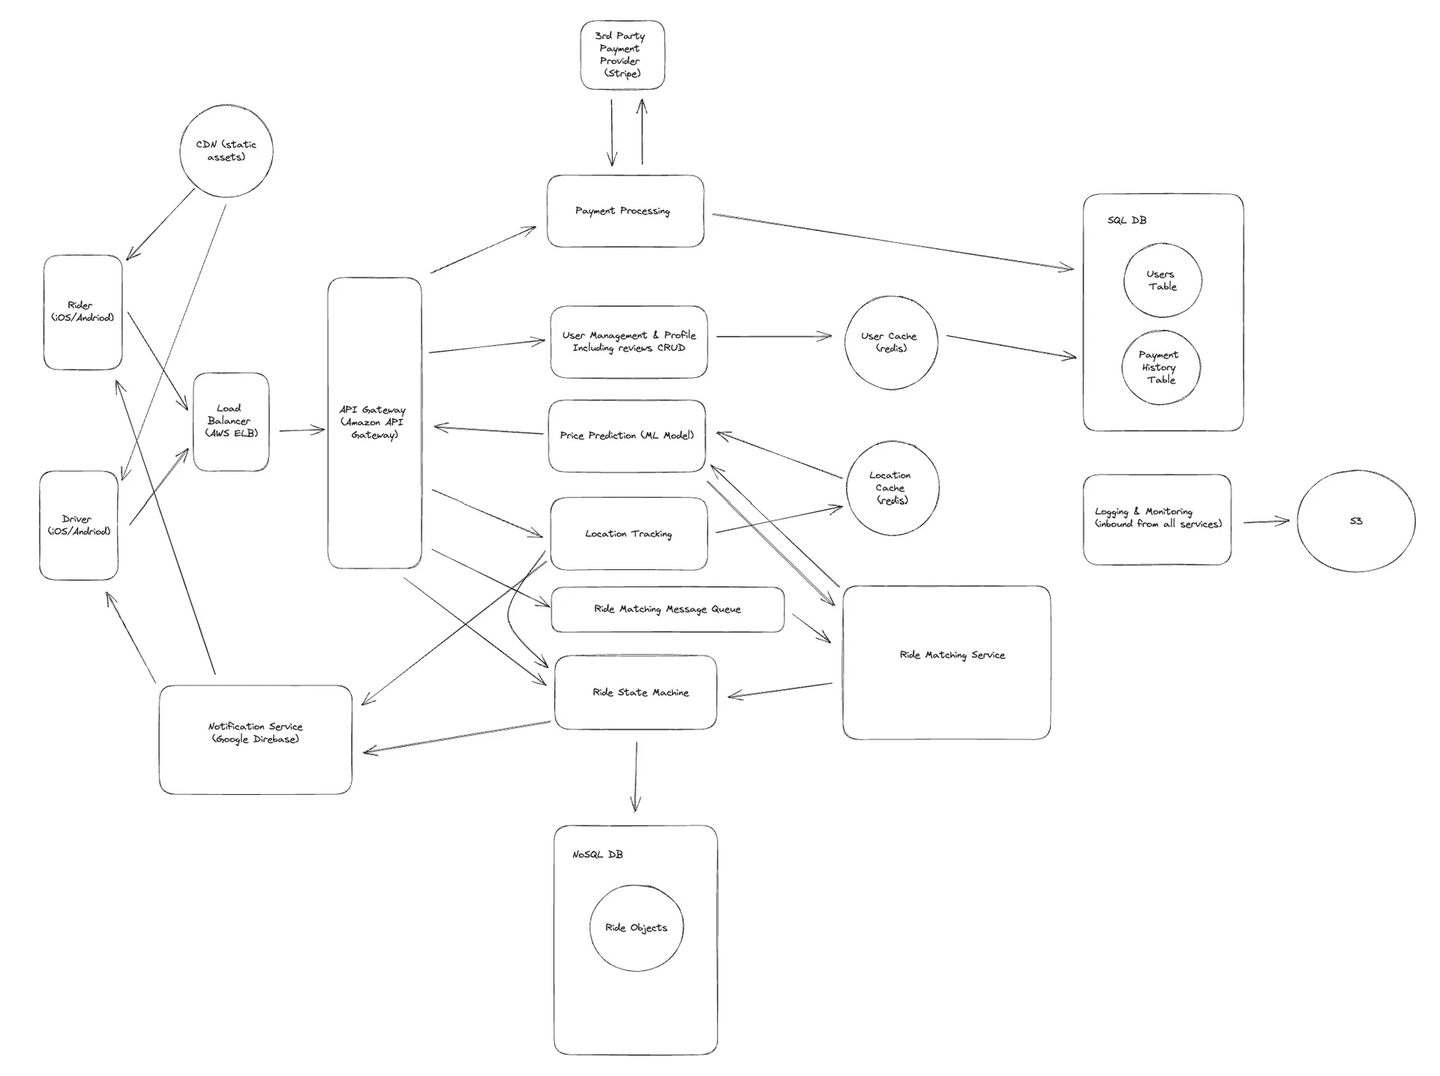 3rd Party
Payment
Provider
(Stripe)
CDN (static
assets)
Payment Processing
SQL DB
Users
Table
Payment
History
Table
Rider
(iOS/Andriod)
User Management & Profile
Including reviews CRUD
User Cache
(redis)
Load
Balancer
(AWS ELB)
API Gateway
(Amazon API
Gateway)
Price Prediction (ML Model)
Location
Cache
(redis)
Driver
(iOS/Andriod)
Location Tracking
Logging & Monitoring
(inbound from all services)
S3
Ride Matching Message Queue
Ride Matching Service
Ride State Machine
Notification Service
(Google Direbase)
NoSQL DB
Ride Objects